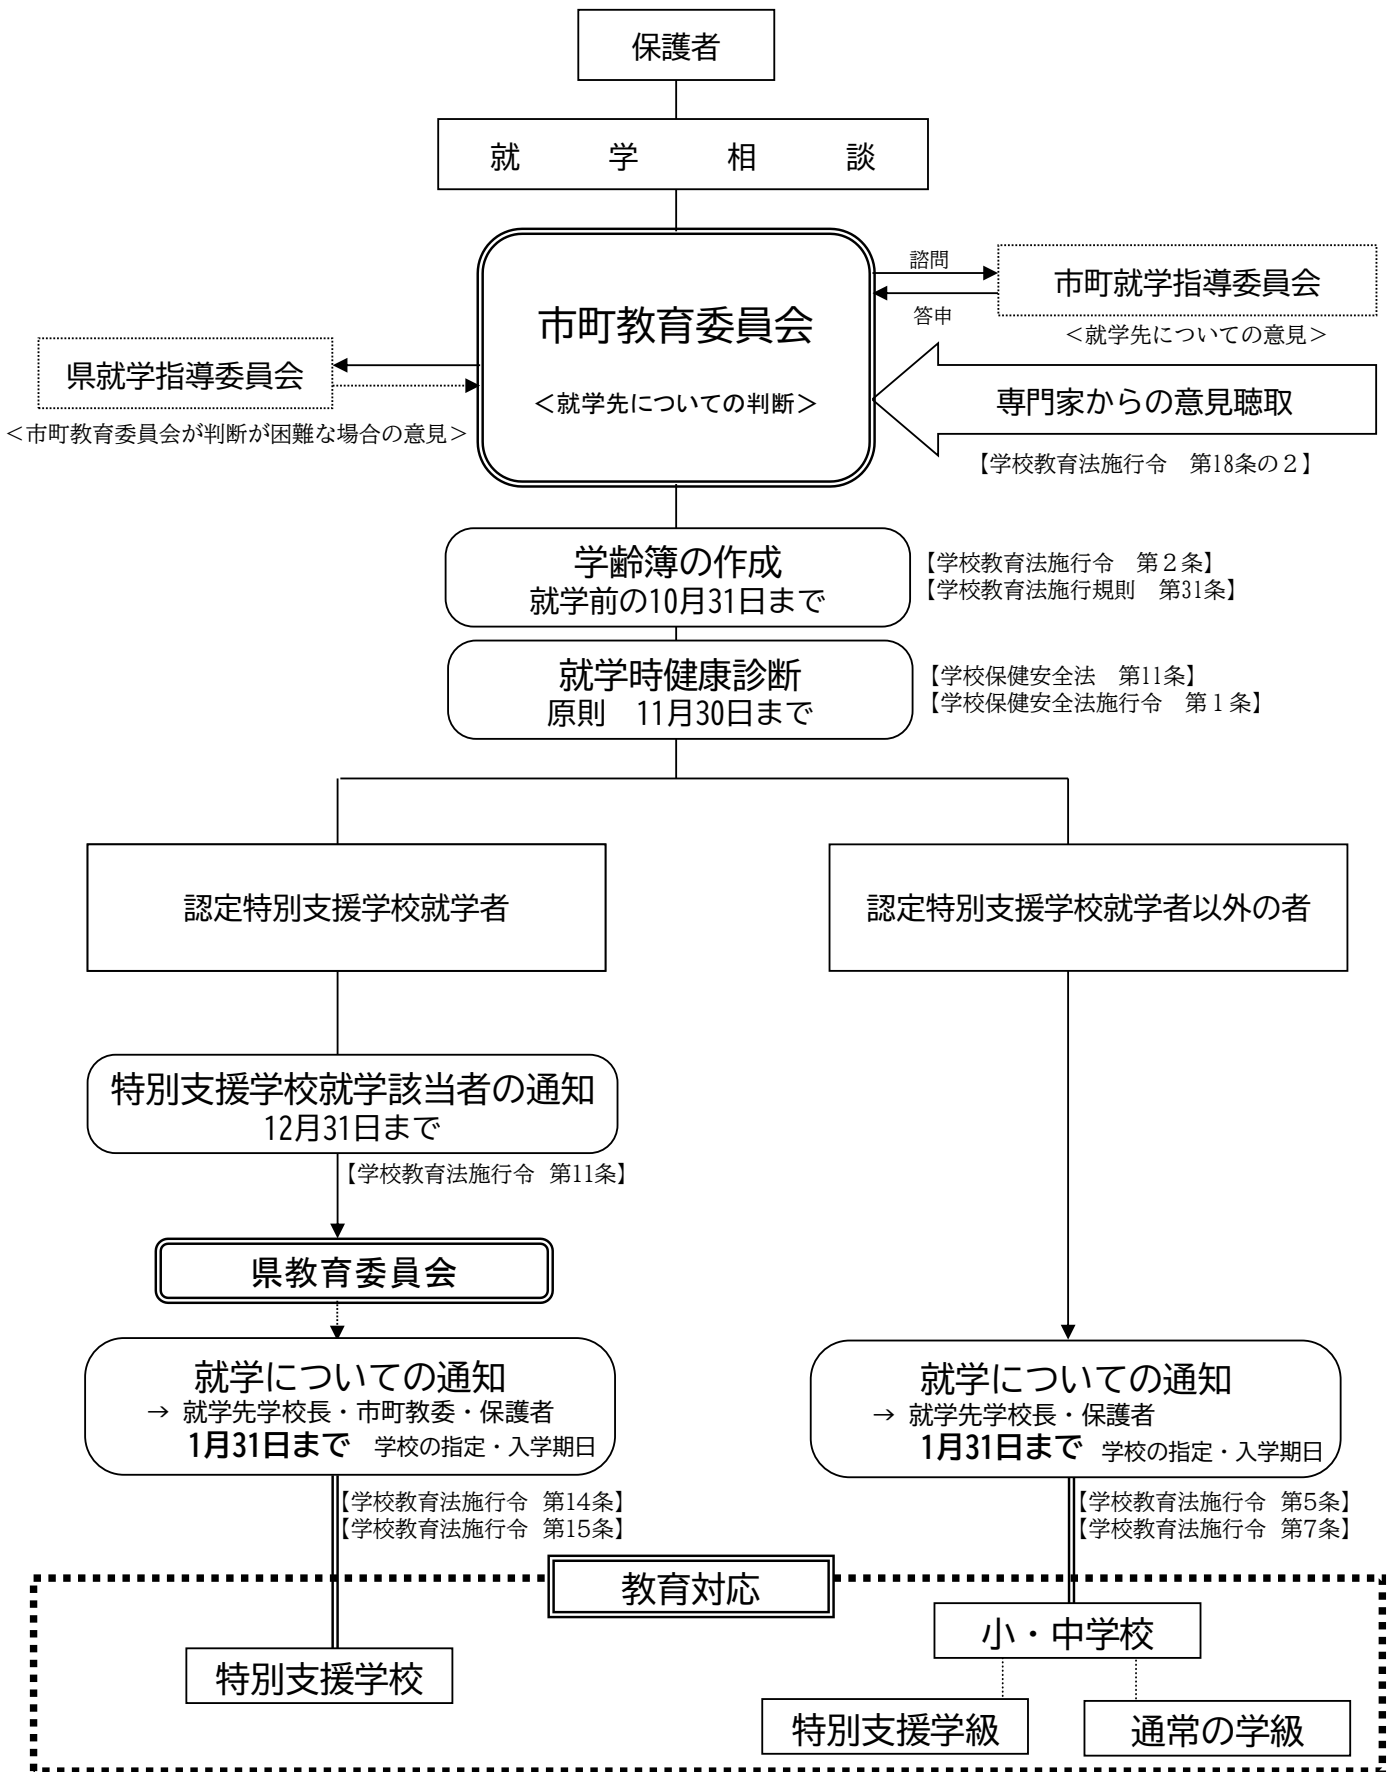 保護者
就　学　相　談
市町教育委員会
＜就学先についての判断＞
諮問
答申
市町就学指導委員会
＜就学先についての意見＞
県就学指導委員会
＜市町教育委員会が判断が困難な場合の意見＞
専門家からの意見聴取
【学校教育法施行令　第18条の２】
学齢簿の作成
就学前の10月31日まで
【学校教育法施行令　第２条】
【学校教育法施行規則　第31条】
就学時健康診断
原則　11月30日まで
【学校保健安全法　第11条】
【学校保健安全法施行令　第１条】
認定特別支援学校就学者
認定特別支援学校就学者以外の者
特別支援学校就学該当者の通知
12月31日まで
【学校教育法施行令 第11条】
県教育委員会
就学についての通知
→ 就学先学校長・市町教委・保護者
1月31日まで 学校の指定・入学期日
【学校教育法施行令 第14条】
【学校教育法施行令 第15条】
就学についての通知
→ 就学先学校長・保護者
1月31日まで 学校の指定・入学期日
【学校教育法施行令 第5条】
【学校教育法施行令 第7条】
教育対応
特別支援学校
小・中学校
特別支援学級
通常の学級